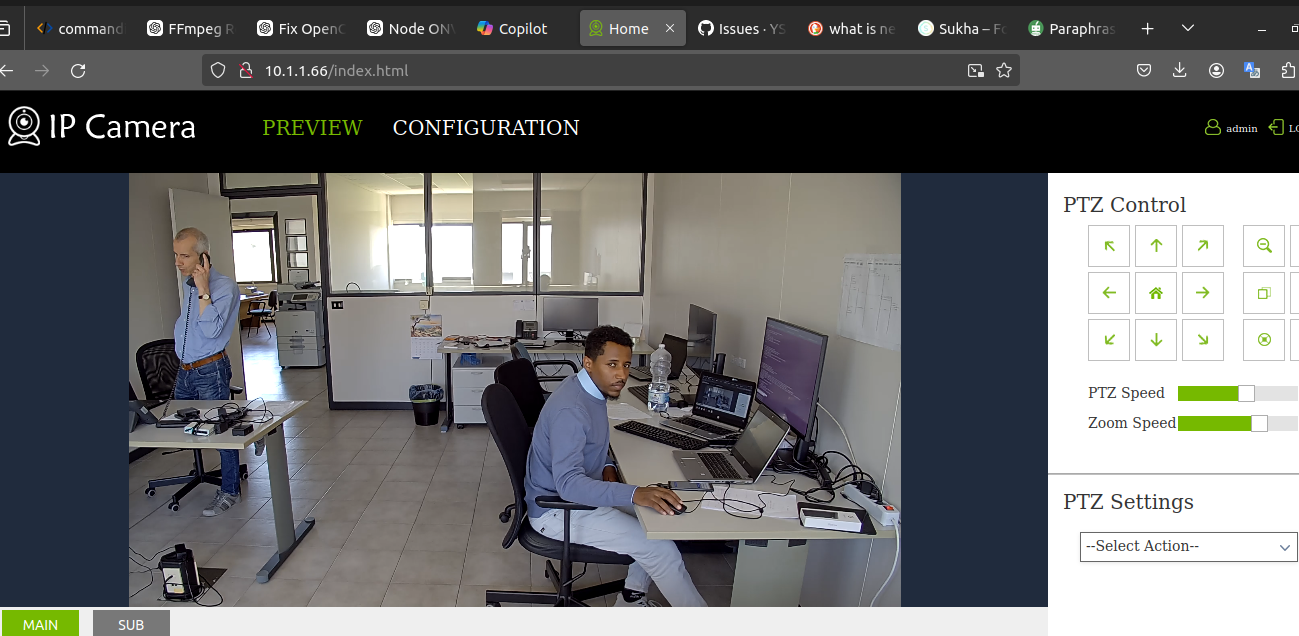 command
FFmpeg R
Fix OpenC
Node ONV
Copilot
Home
Issues · YS
what is ne
Sukha – Fo
Paraphras
10.1.1.66/index.html
IP Camera
PREVIEW
CONFIGURATION
admin
LO
PTZ Control
PTZ Speed
Zoom Speed
PTZ Settings
--Select Action--
MAIN
SUB